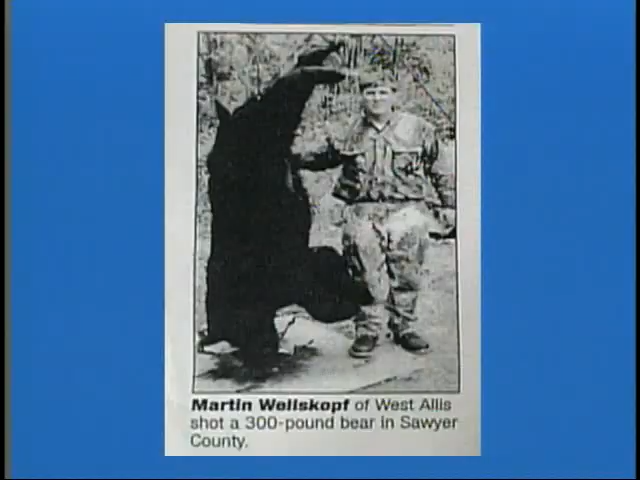 Martin Wellskopf of West Allis
shot a 300-pound bear in Sawyer
County.